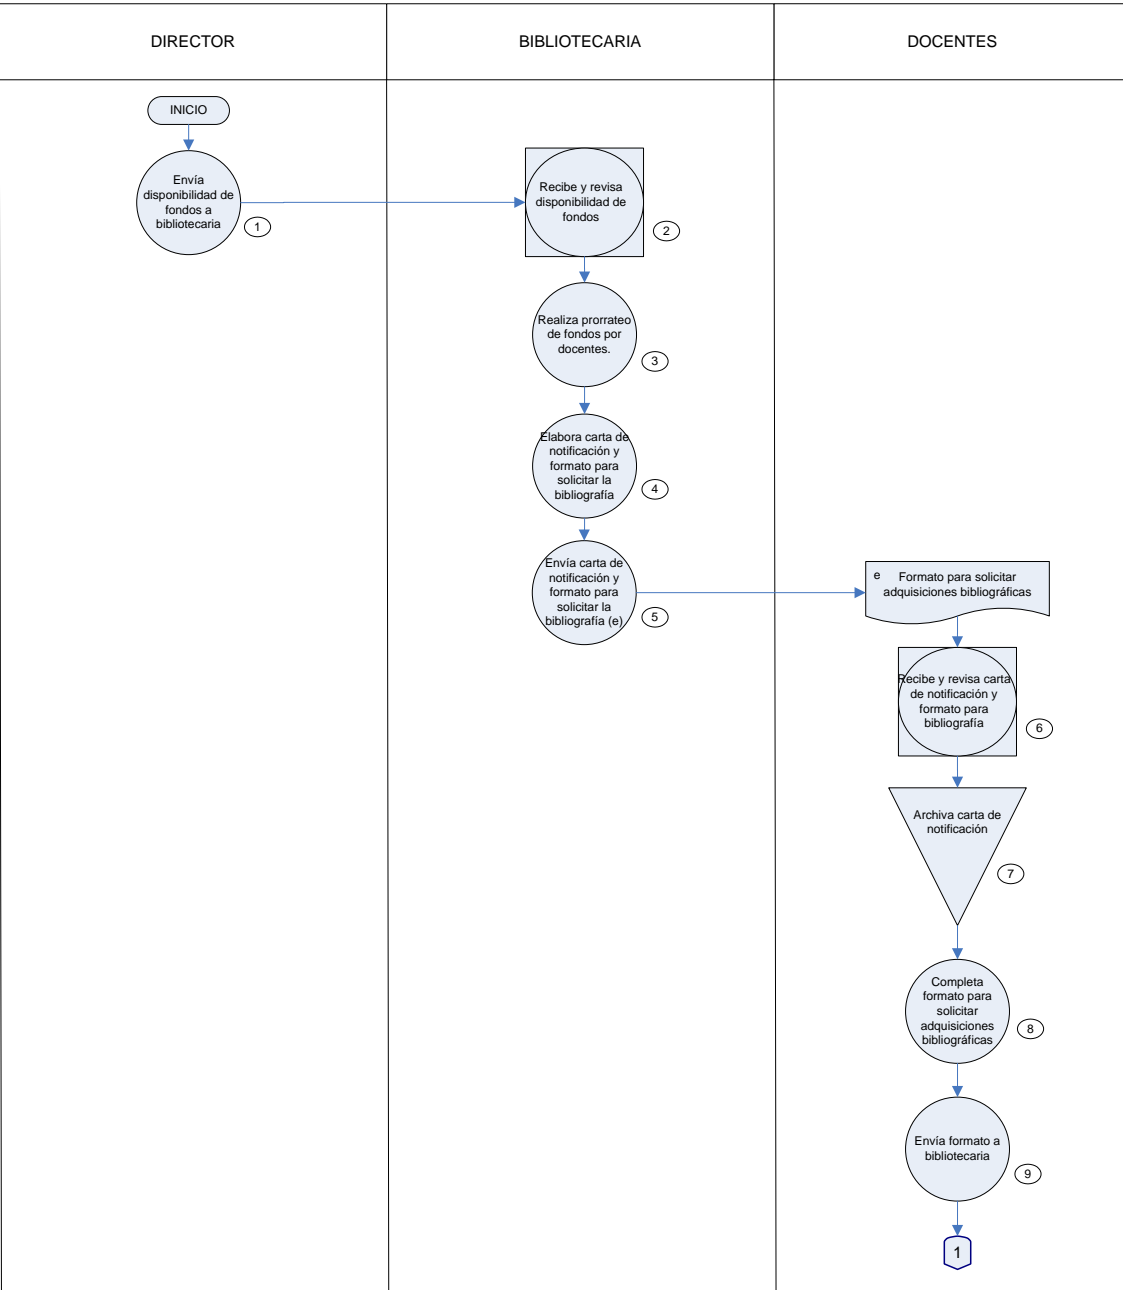 DIRECTOR
BIBLIOTECARIA
DOCENTES
INICIO
Envía
disponibilidad de
fondos a
bibliotecaria
1
Recibe y revisa
disponibilidad de
fondos
2
Realiza prorrateo
de fondos por
docentes.
3
Elabora carta de
notificación y
formato para
solicitar la
bibliografía
4
Envía carta de
notificación y
formato para
solicitar la
bibliografía (e)
5
e Formato para solicitar
adquisiciones bibliográficas
Recibe y revisa carta
de notificación y
formato para
bibliografía
6
Archiva carta de
notificación
7
Completa
formato para
solicitar
adquisiciones
bibliográficas
8
Envía formato a
bibliotecaria
9
1